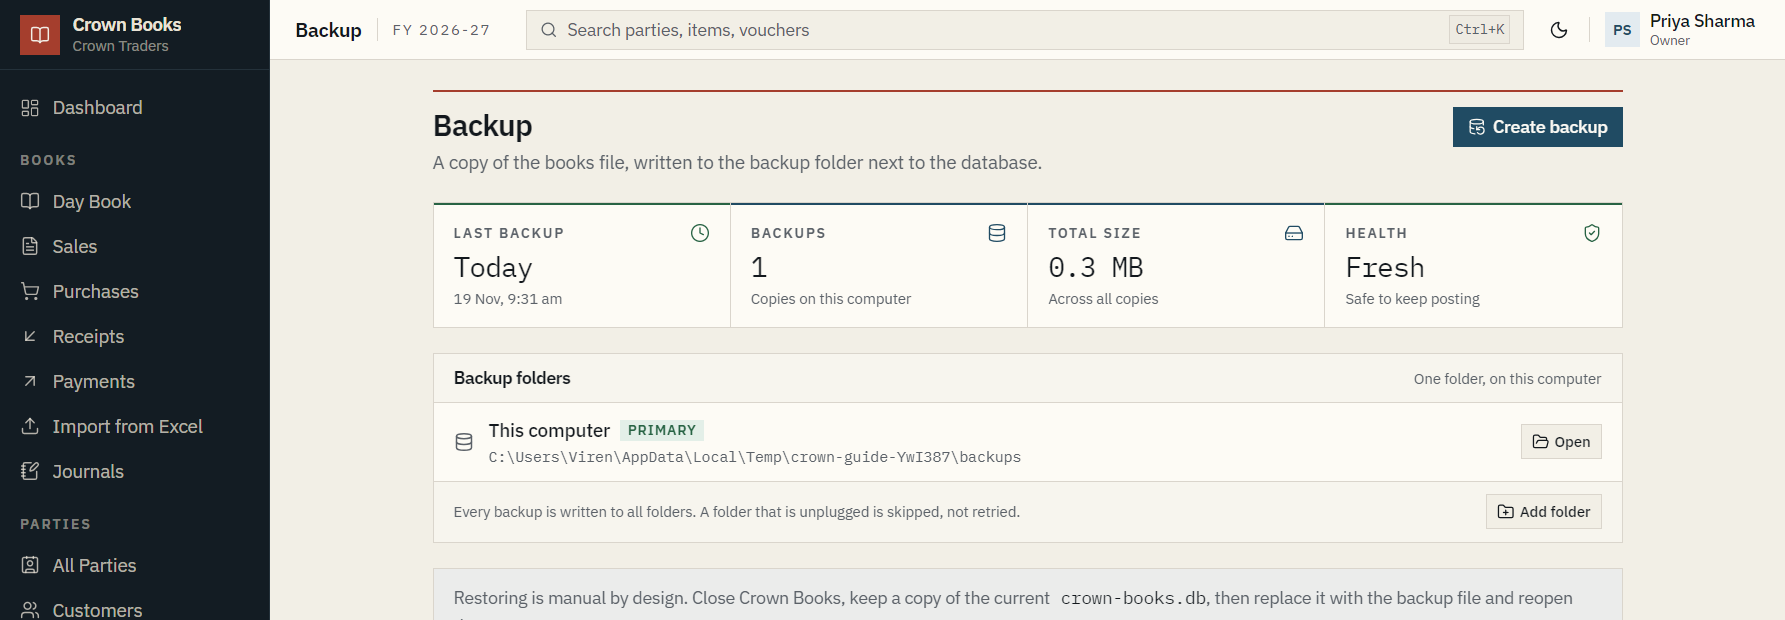 Crown Books
Crown Traders
Dashboard
BOOKS
Day Book
Sales
Purchases
Receipts
Payments
Import from Excel
Journals
PARTIES
All Parties
Customers
Backup
FY 2026-27
Search parties, items, vouchers
Ctrl+K
PS
Priya Sharma
Owner
Backup
A copy of the books file, written to the backup folder next to the database.
Create backup
LAST BACKUP
Today
19 Nov, 9:31 am
BACKUPS
1
Copies on this computer
TOTAL SIZE
0.3 MB
Across all copies
HEALTH
Fresh
Safe to keep posting
Backup folders
One folder, on this computer
This computer PRIMARY
C:\Users\Viren\AppData\Local\Temp\crown-guide-YwI387\backups
Open
Every backup is written to all folders. A folder that is unplugged is skipped, not retried.
Add folder
Restoring is manual by design. Close Crown Books, keep a copy of the current crown-books.db, then replace it with the backup file and reopen